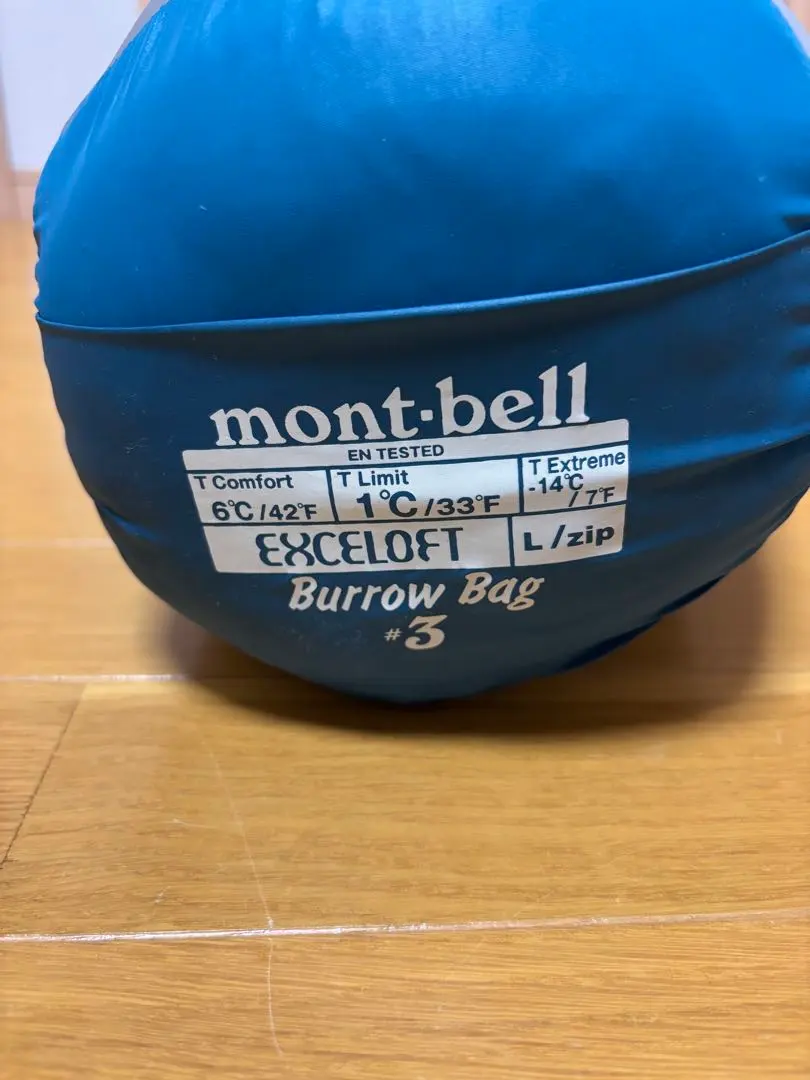 mont·bell
EN TESTED
T Comfort T Limit T Extreme
6℃/42°F 1℃/33°F -14℃/7°F
EXCELOFT L/zip
Burrow Bag
#3